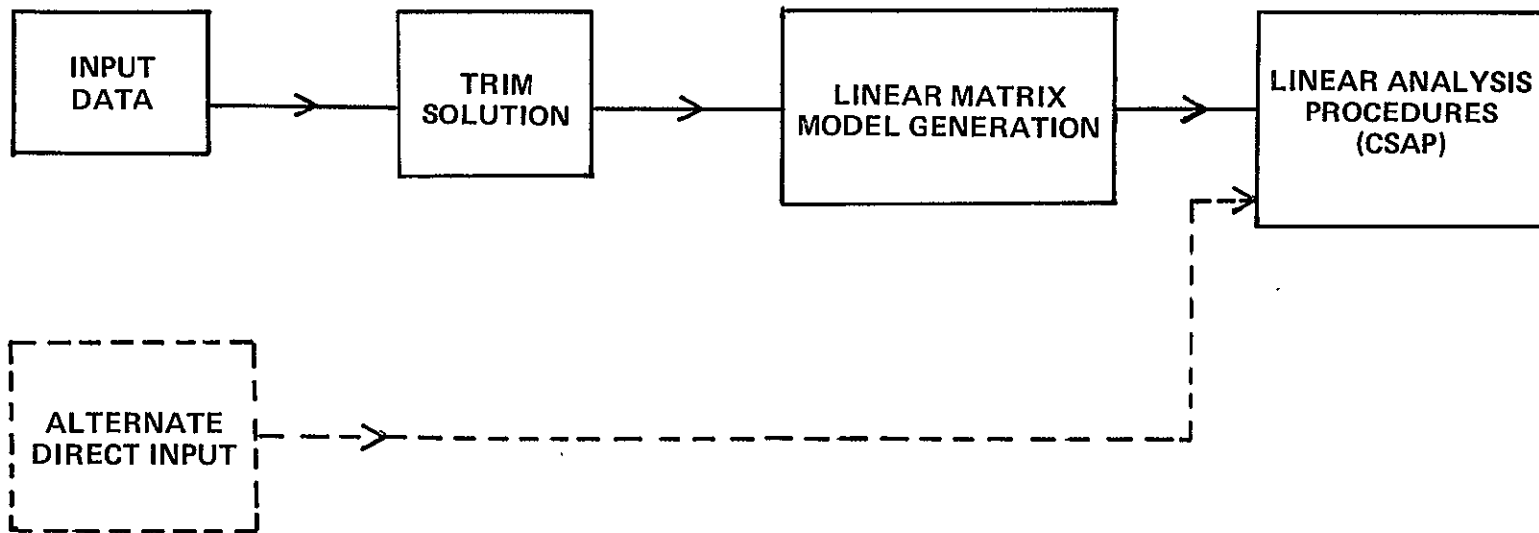 INPUT
DATA
TRIM
SOLUTION
LINEAR MATRIX
MODEL GENERATION
LINEAR ANALYSIS
PROCEDURES
(CSAP)
ALTERNATE
DIRECT INPUT